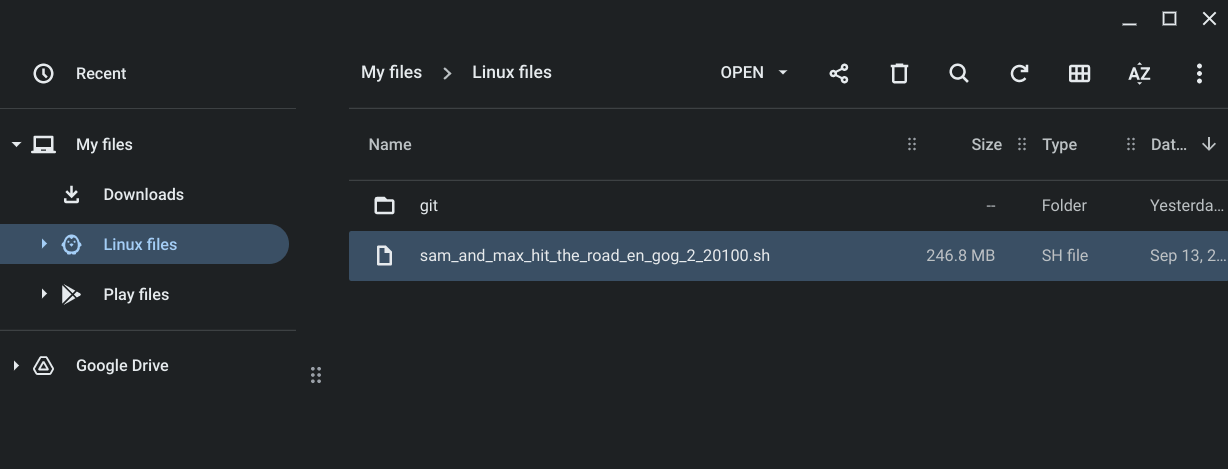 Recent
My files
Downloads
Linux files
Play files
Google Drive
My files > Linux files OPEN AZ
Name Size Type Dat...
git -- Folder Yesterda...
sam_and_max_hit_the_road_en_gog_2_20100.sh 246.8 MB SH file Sep 13, 2...